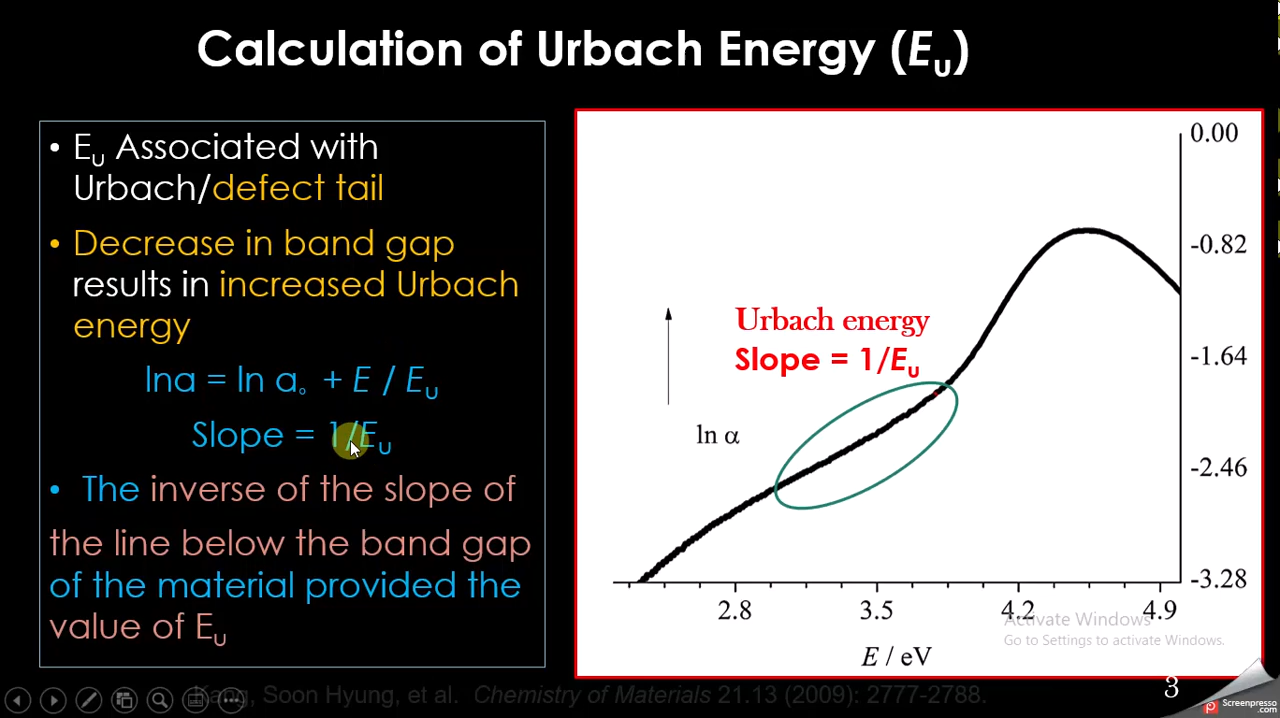 Calculation of Urbach Energy (EU)
• EU Associated with
Urbach/defect tail
• Decrease in band gap
results in increased Urbach
energy
lna = ln a○ + E / EU
Slope = 1/EU
• The inverse of the slope of
the line below the band gap
of the material provided the
value of EU
Urbach energy
Slope = 1/EU
ln α
0.00
-0.82
-1.64
-2.46
-3.28
2.8 3.5 4.2 4.9
E / eV
Activate Windows
Go to Settings to activate Windows.
Kang, Soon Hyung, et al. Chemistry of Materials 21.13 (2009): 2777-2788.
3
Screenpresso
.com